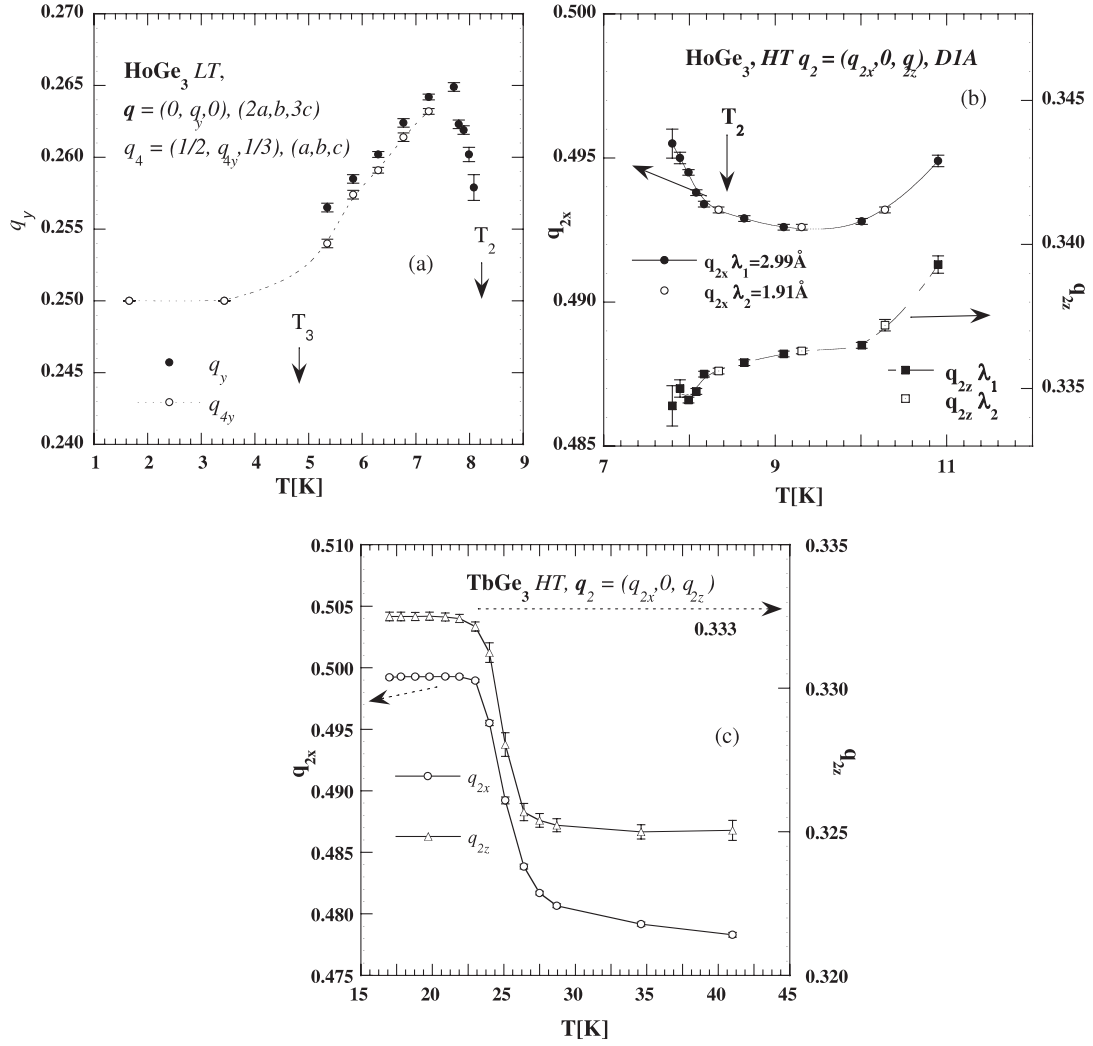 0.270
0.265
0.260
0.255
0.250
0.245
0.240
q_y
HoGe3 LT,
q = (0, q_y,0), (2a,b,3c)
q4 = (1/2, q4y,1/3), (a,b,c)
(a)
T2
T3
q_y
q4y
1 2 3 4 5 6 7 8 9
T[K]
0.500
0.495
0.490
0.485
q2x
HoGe3, HT q2 = (q2x,0, q2z), D1A
(b)
T2
q2x λ1=2.99Å
q2x λ2=1.91Å
q2z λ1
q2z λ2
0.345
0.340
0.335
q2z
7 9 11
T[K]
0.510
0.505
0.500
0.495
0.490
0.485
0.480
0.475
q2x
TbGe3 HT, q2 = (q2x,0, q2z)
0.333
(c)
q2x
q2z
0.335
0.330
0.325
0.320
q2z
15 20 25 30 35 40 45
T[K]